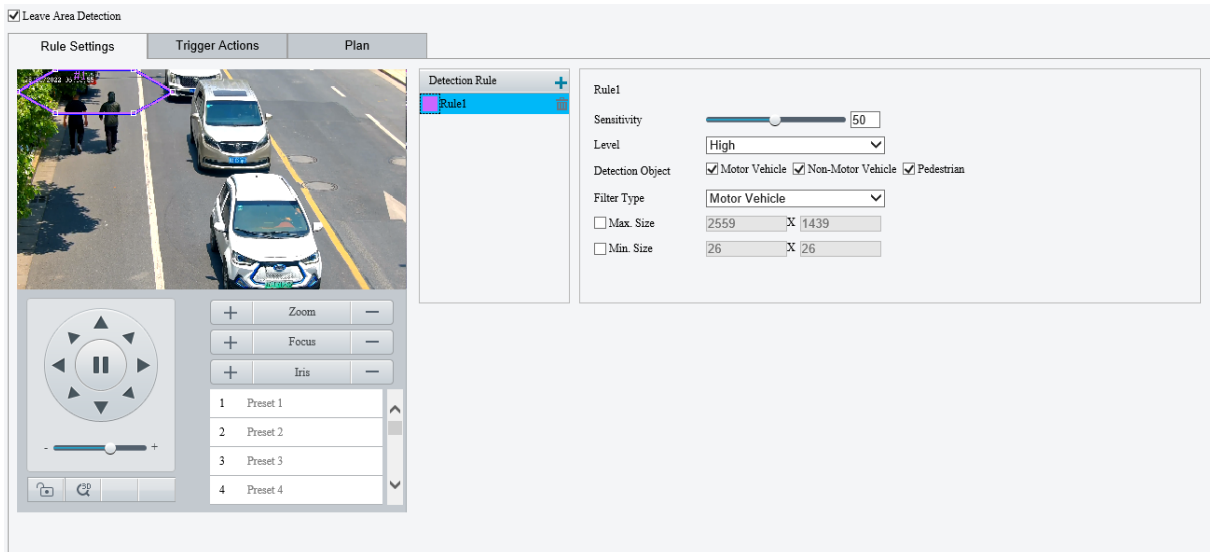 Leave Area Detection
Rule Settings
Trigger Actions
Plan
Detection Rule
Rule1
Rule1
Sensitivity
50
Level
High
Detection Object
Motor Vehicle
Non-Motor Vehicle
Pedestrian
Filter Type
Motor Vehicle
Max. Size
2559 X 1439
Min. Size
26 X 26
+ Zoom −
+ Focus −
+ Iris −
1 Preset 1
2 Preset 2
3 Preset 3
4 Preset 4
- +
3D